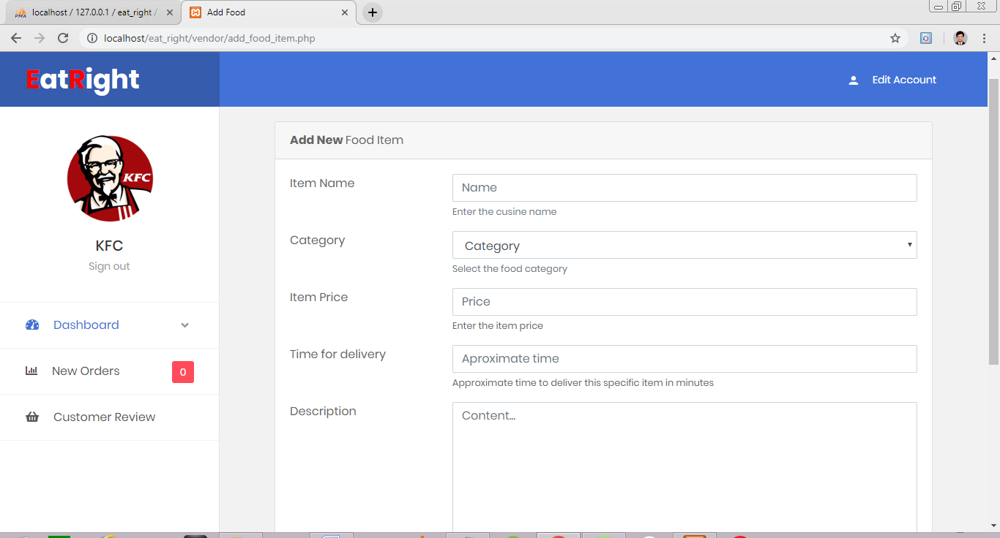 localhost / 127.0.0.1 / eat_right /
Add Food
localhost/eat_right/vendor/add_food_item.php
EatRight
Edit Account
KFC
KFC
Sign out
Dashboard
New Orders
0
Customer Review
Add New Food Item
Item Name
Name
Enter the cusine name
Category
Category
Select the food category
Item Price
Price
Enter the item price
Time for delivery
Aproximate time
Approximate time to deliver this specific item in minutes
Description
Content...